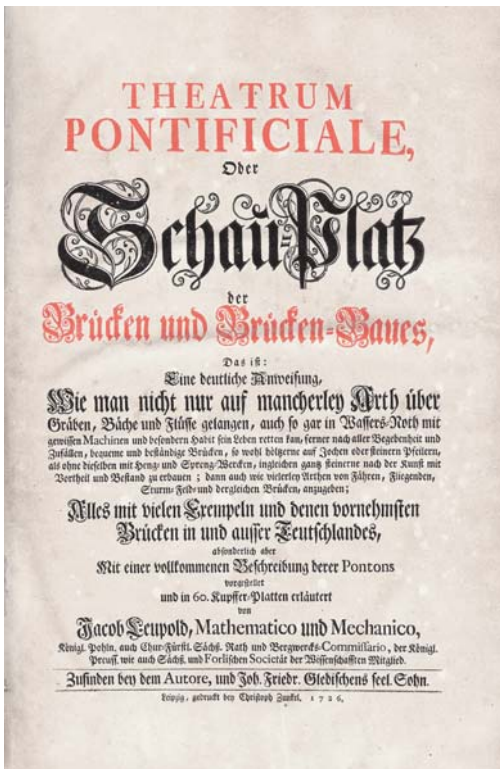 THEATRUM
PONTIFICIALE,
Oder
Schau-Platz
der
Brücken und Brücken-Baues,
Das ist:
Eine deutliche Anweisung,
Wie man nicht nur auf mancherley Arth über
Gräben, Bäche und Flüsse gelangen, auch so gar in Wassers-Noth mit
gewissen Machinen und besondern Habit sein Leben retten kan, ferner nach aller Begebenheit und
Zufällen, bequeme und beständige Brücken, so wohl höltzerne auf Jochen oder steinern Pfeilern,
als ohne dieselben mit Heng- und Spreng-Wercken, ingleichen gantz steinerne nach der Kunst mit
Vortheil und Bestand zu erbauen; dann auch wie vielerley Arthen von Fähren, Fliegenden,
Sturm- Feld- und dergleichen Brücken, anzugeben;
Alles mit vielen Exempeln und denen vornehmsten
Brücken in und ausser Teutschlandes,
absonderlich aber
Mit einer vollkommenen Beschreibung derer Pontons
vorgestellet
und in 60. Kupffer-Platten erläutert
von
Jacob Leupold, Mathematico und Mechanico,
Königl. Pohln. auch Chur-Fürstl. Sächß. Rath und Bergwercks-Commissario, der Königl.
Preuss. wie auch Sächß. und Forlischen Societät der Wissenschafften Mitglied.
Zufinden bey dem Autore, und Joh. Friedr. Gleditschens seel. Sohn.
Leipzig, gedruckt bey Christoph Zunkel. 1726.